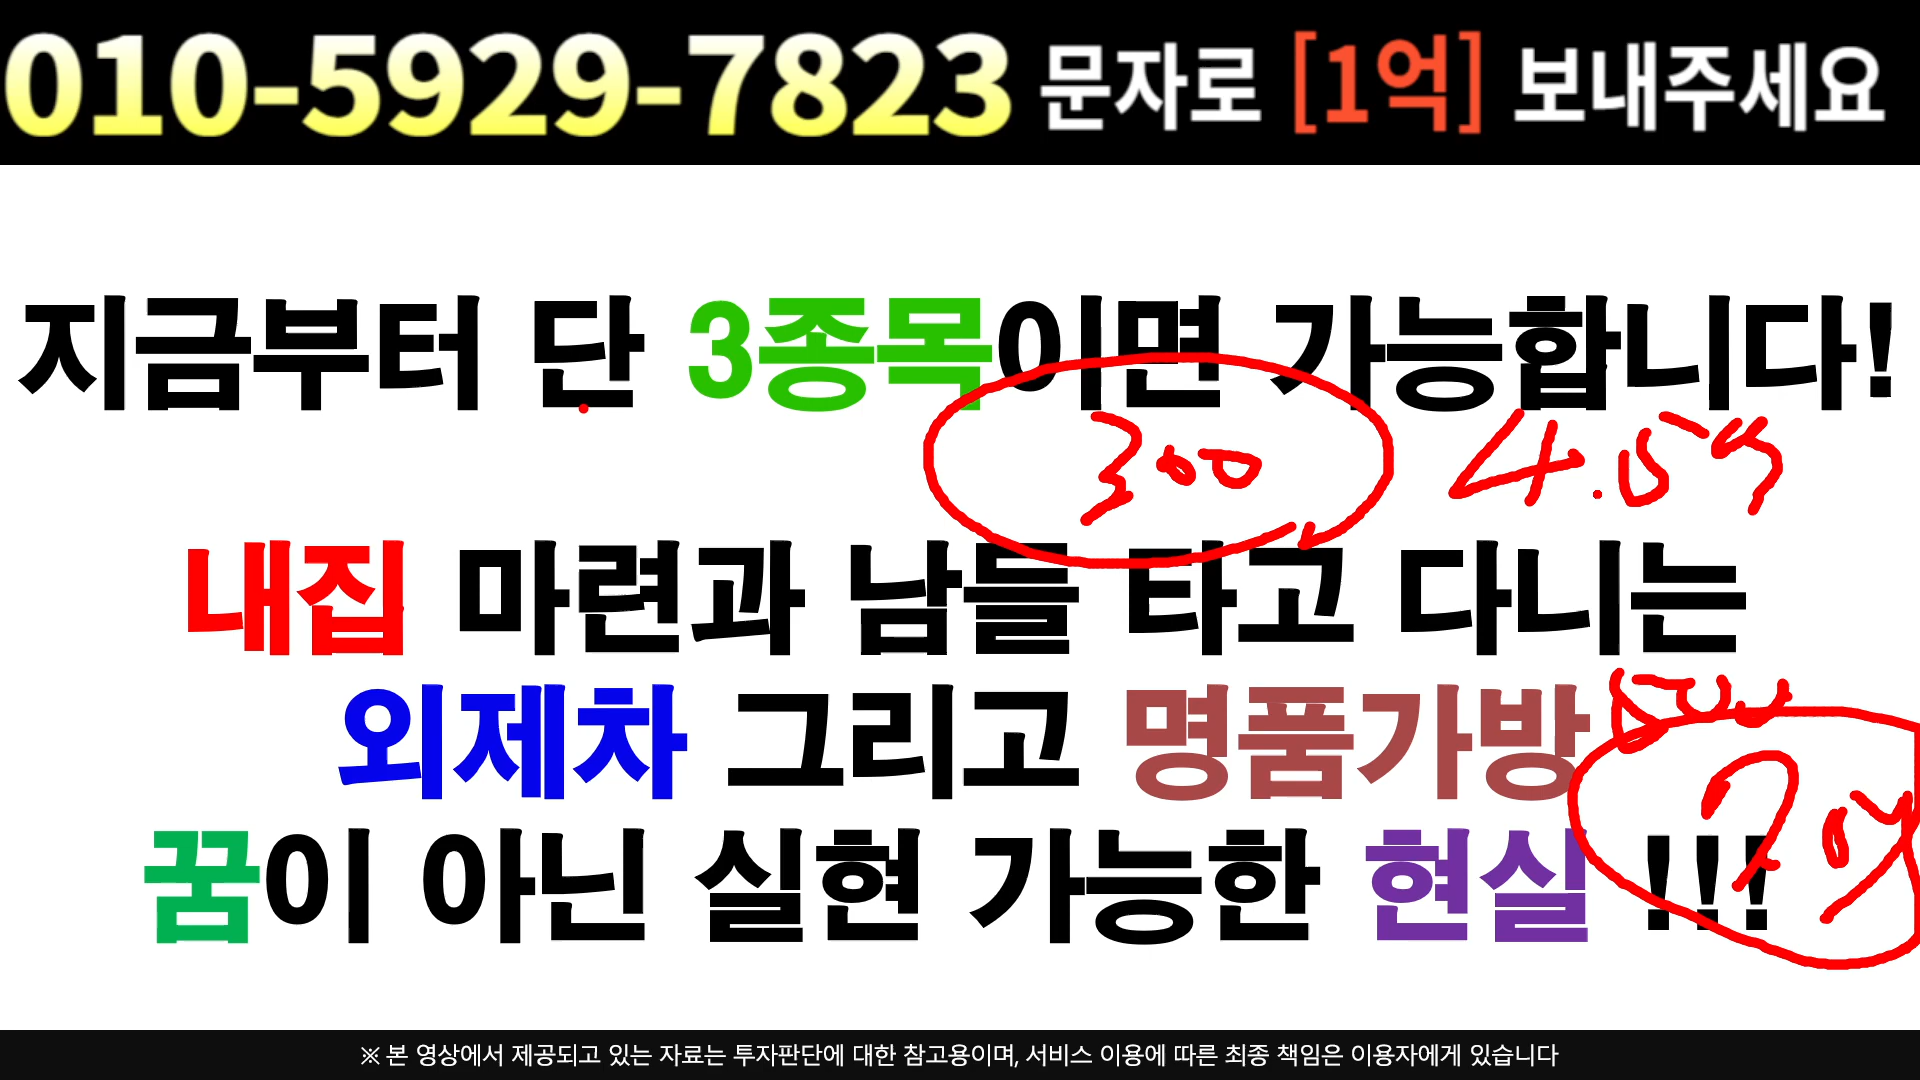 010-5929-7823 문자로 [1억] 보내주세요
지금부터 단 3종목이면 가능합니다!
300
내집 마련과 남들 타고 다니는
외제차 그리고 명품가방
꿈이 아닌 실현 가능한 현실 !!!
※ 본 영상에서 제공되고 있는 자료는 투자판단에 대한 참고용이며, 서비스 이용에 따른 최종 책임은 이용자에게 있습니다